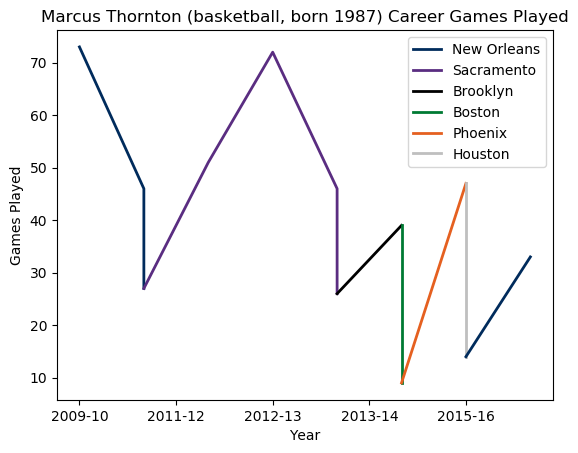 Marcus Thornton (basketball, born 1987) Career Games Played
New Orleans
Sacramento
Brooklyn
Boston
Phoenix
Houston
Games Played
70
60
50
40
30
20
10
2009-10 2011-12 2012-13 2013-14 2015-16
Year